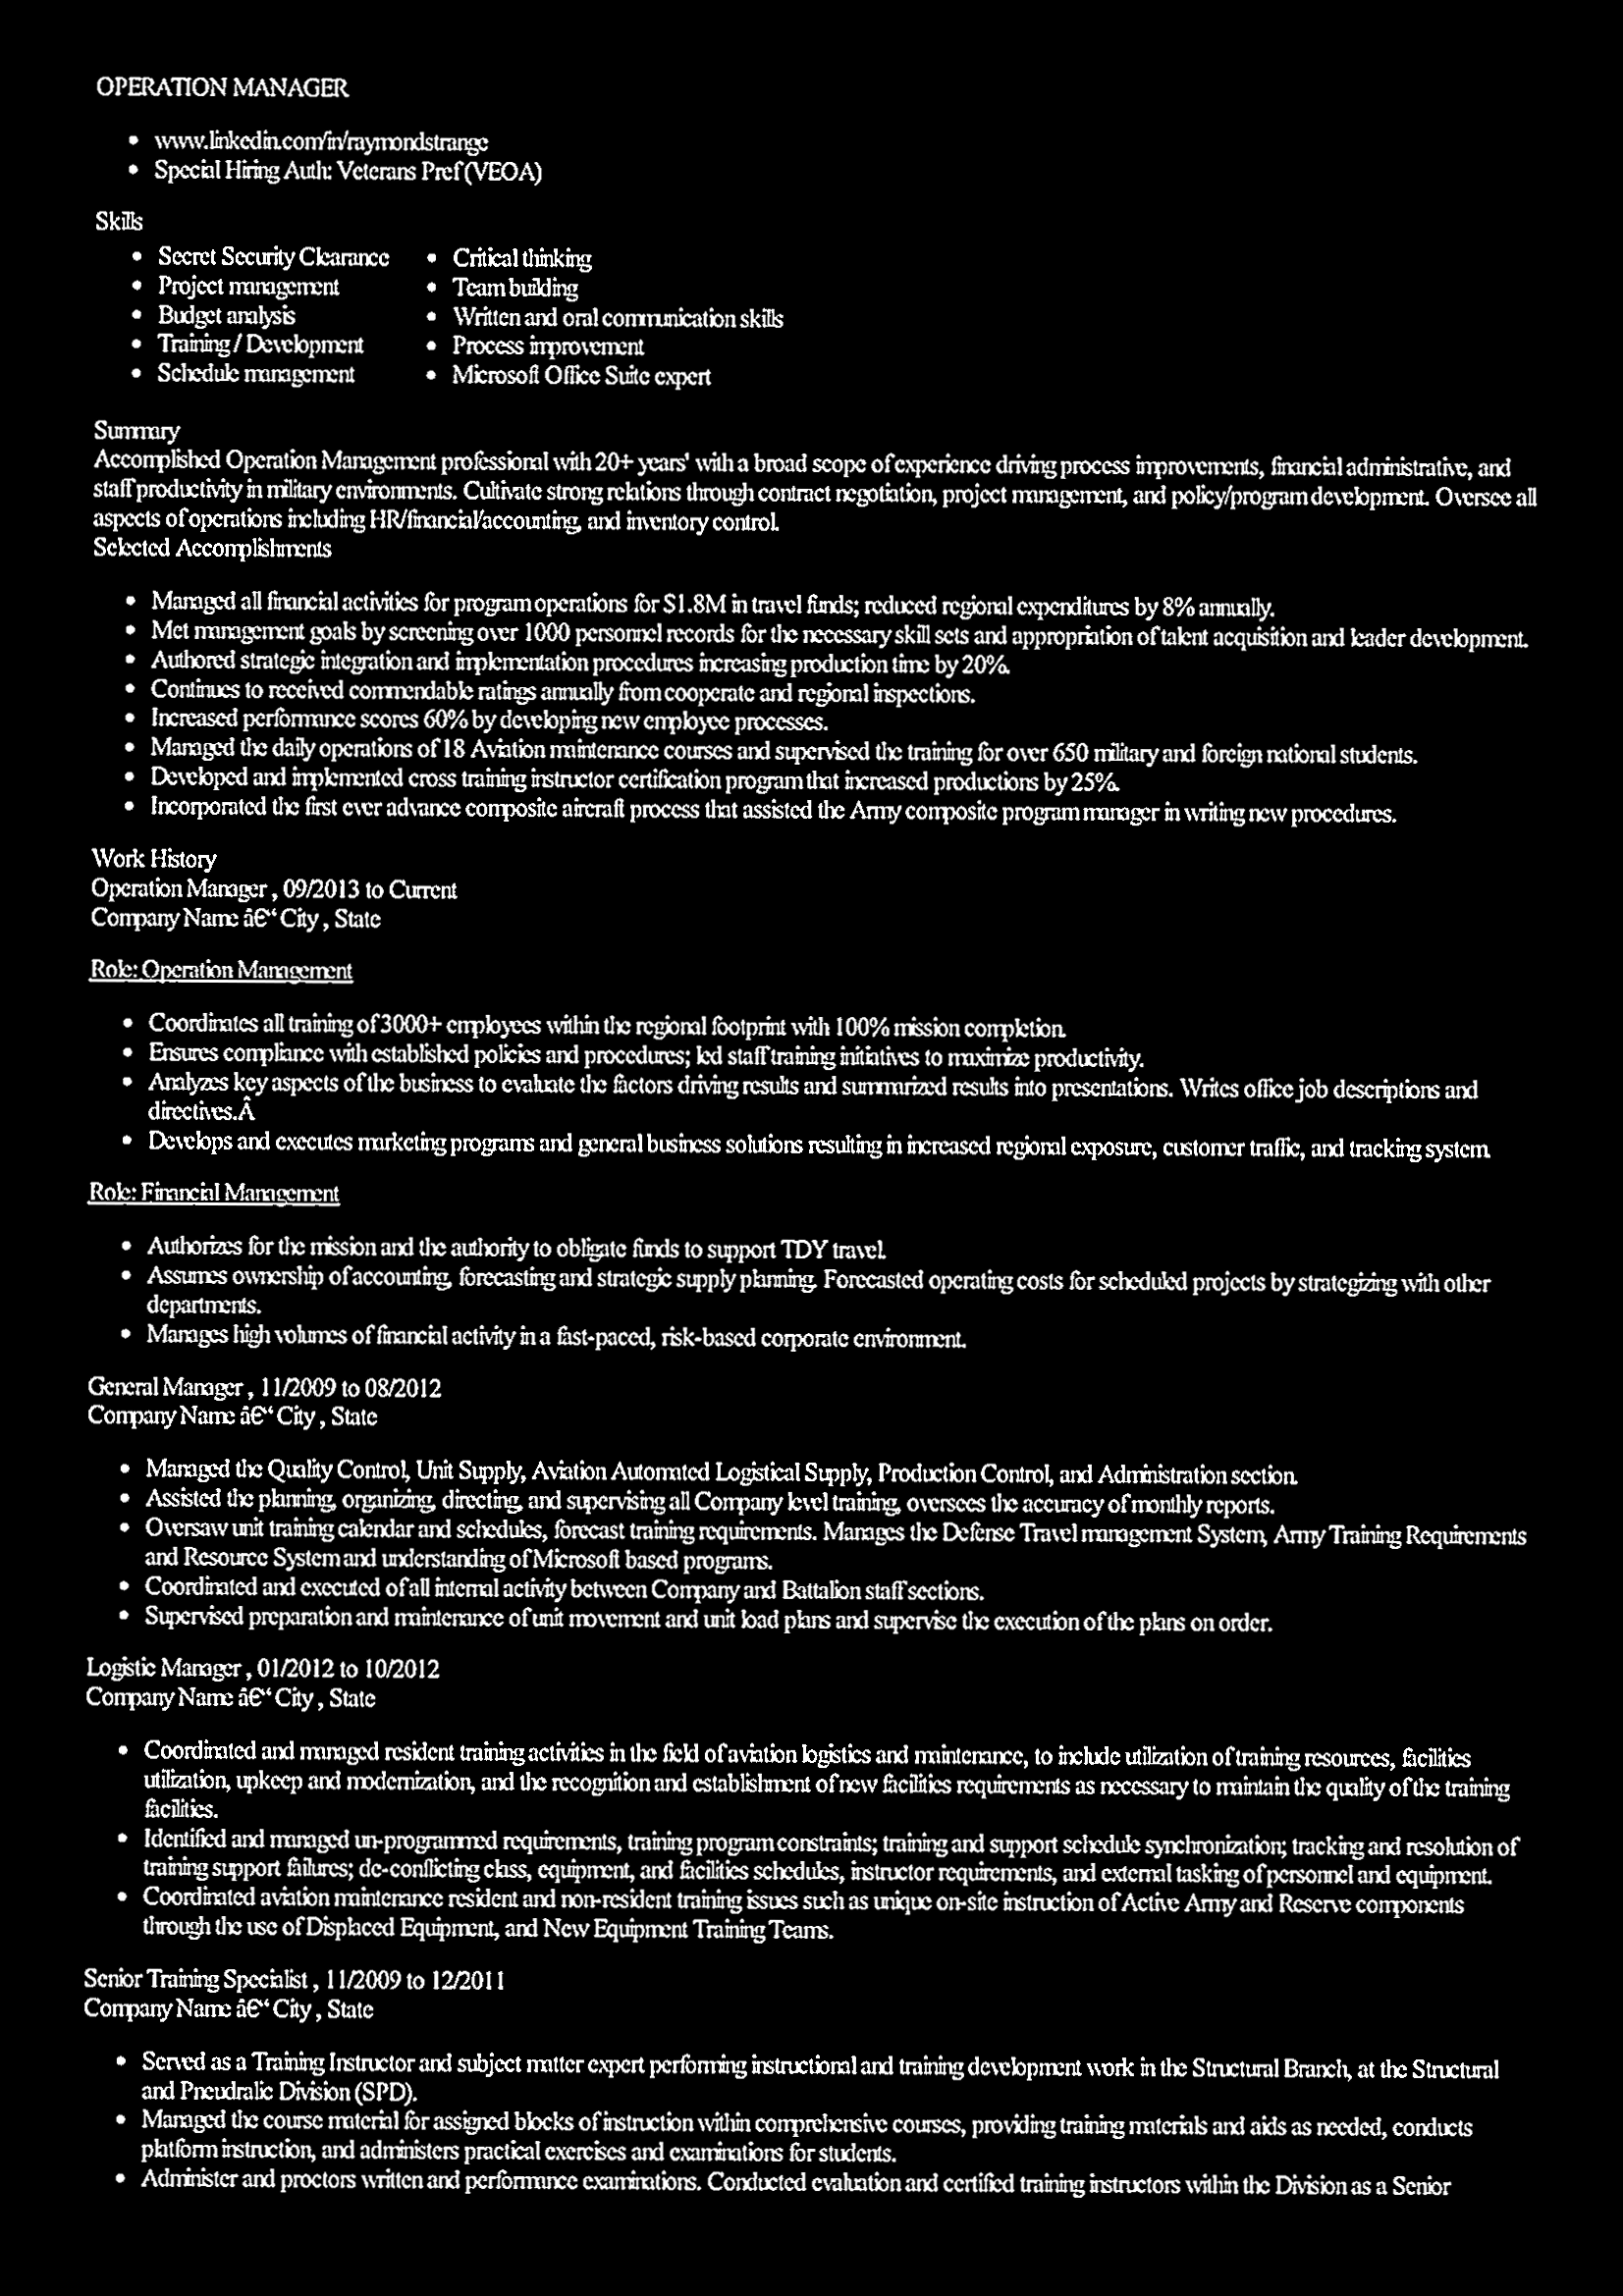 OPERATION MANAGER
• www.linkedin.com/in/raymondstrange
• Special Hiring Auth: Veterans Pref (VEOA)
Skills
• Secret Security Clearance
• Project management
• Budget analysis
• Training / Development
• Schedule management
• Critical thinking
• Team building
• Written and oral communication skills
• Process improvement
• Microsoft Office Suite expert
Summary
Accomplished Operation Management professional with 20+ years' with a broad scope of experience driving process improvements, financial administrative, and
staff productivity in military environments. Cultivate strong relations through contract negotiation, project management, and policy/program development. Oversee all
aspects of operations including HR/financial/accounting, and inventory control.
Selected Accomplishments
• Managed all financial activities for program operations for $1.8M in travel funds; reduced regional expenditures by 8% annually.
• Met management goals by screening over 1000 personnel records for the necessary skill sets and appropriation of talent acquisition and leader development.
• Authored strategic integration and implementation procedures increasing production time by 20%.
• Continues to received commendable ratings annually from cooperate and regional inspections.
• Increased performance scores 60% by developing new employee processes.
• Managed the daily operations of 18 Aviation maintenance courses and supervised the training for over 650 military and foreign national students.
• Developed and implemented cross training instructor certification program that increased productions by 25%.
• Incorporated the first ever advance composite aircraft process that assisted the Army composite program manager in writing new procedures.
Work History
Operation Manager , 09/2013 to Current
Company Name â€“ City , State
Role: Operation Management
• Coordinates all training of 3000+ employees within the regional footprint with 100% mission completion.
• Ensures compliance with established policies and procedures; led staff training initiatives to maximize productivity.
• Analyzes key aspects of the business to evaluate the factors driving results and summarized results into presentations. Writes office job descriptions and
directives.Â
• Develops and executes marketing programs and general business solutions resulting in increased regional exposure, customer traffic, and tracking system.
Role: Financial Management
• Authorizes for the mission and the authority to obligate funds to support TDY travel.
• Assumes ownership of accounting, forecasting and strategic supply planning. Forecasted operating costs for scheduled projects by strategizing with other
departments.
• Manages high volumes of financial activity in a fast-paced, risk-based corporate environment.
General Manager , 11/2009 to 08/2012
Company Name â€“ City , State
• Managed the Quality Control, Unit Supply, Aviation Automated Logistical Supply, Production Control, and Administration section.
• Assisted the planning, organizing, directing, and supervising all Company level training, oversees the accuracy of monthly reports.
• Oversaw unit training calendar and schedules, forecast training requirements. Manages the Defense Travel management System, Army Training Requirements
and Resource System and understanding of Microsoft based programs.
• Coordinated and executed of all internal activity between Company and Battalion staff sections.
• Supervised preparation and maintenance of unit movement and unit load plans and supervise the execution of the plans on order.
Logistic Manager , 01/2012 to 10/2012
Company Name â€“ City , State
• Coordinated and managed resident training activities in the field of aviation logistics and maintenance, to include utilization of training resources, facilities
utilization, upkeep and modernization, and the recognition and establishment of new facilities requirements as necessary to maintain the quality of the training
facilities.
• Identified and managed un-programmed requirements, training program constraints; training and support schedule synchronization; tracking and resolution of
training support failures; de-conflicting class, equipment, and facilities schedules, instructor requirements, and external tasking of personnel and equipment.
• Coordinated aviation maintenance resident and non-resident training issues such as unique on-site instruction of Active Army and Reserve components
through the use of Displaced Equipment, and New Equipment Training Teams.
Senior Training Specialist , 11/2009 to 12/2011
Company Name â€“ City , State
• Served as a Training Instructor and subject matter expert performing instructional and training development work in the Structural Branch, at the Structural
and Pneudralic Division (SPD).
• Managed the course material for assigned blocks of instruction within comprehensive courses, providing training materials and aids as needed, conducts
platform instruction, and administers practical exercises and examinations for students.
• Administer and proctors written and performance examinations. Conducted evaluation and certified training instructors within the Division as a Senior